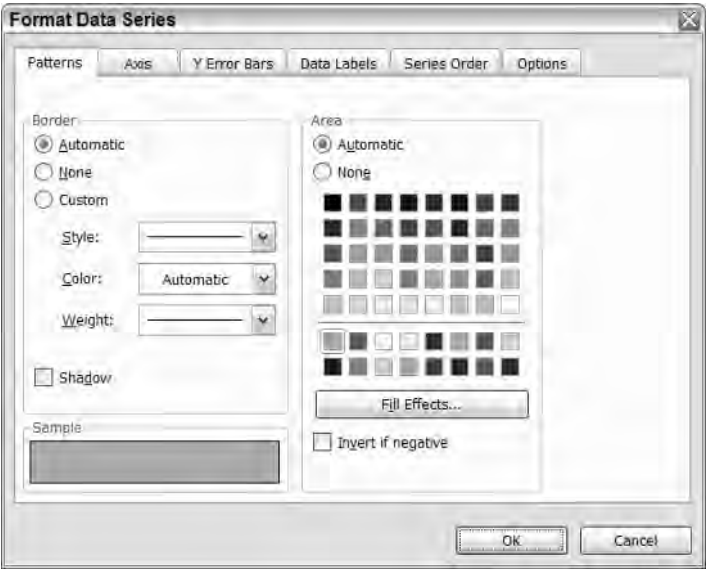 Format Data Series
Patterns Axis Y Error Bars Data Labels Series Order Options
Border
Automatic
None
Custom
Style:
Color: Automatic
Weight:
Shadow
Sample
Area
Automatic
None
Fill Effects...
Invert if negative
OK Cancel